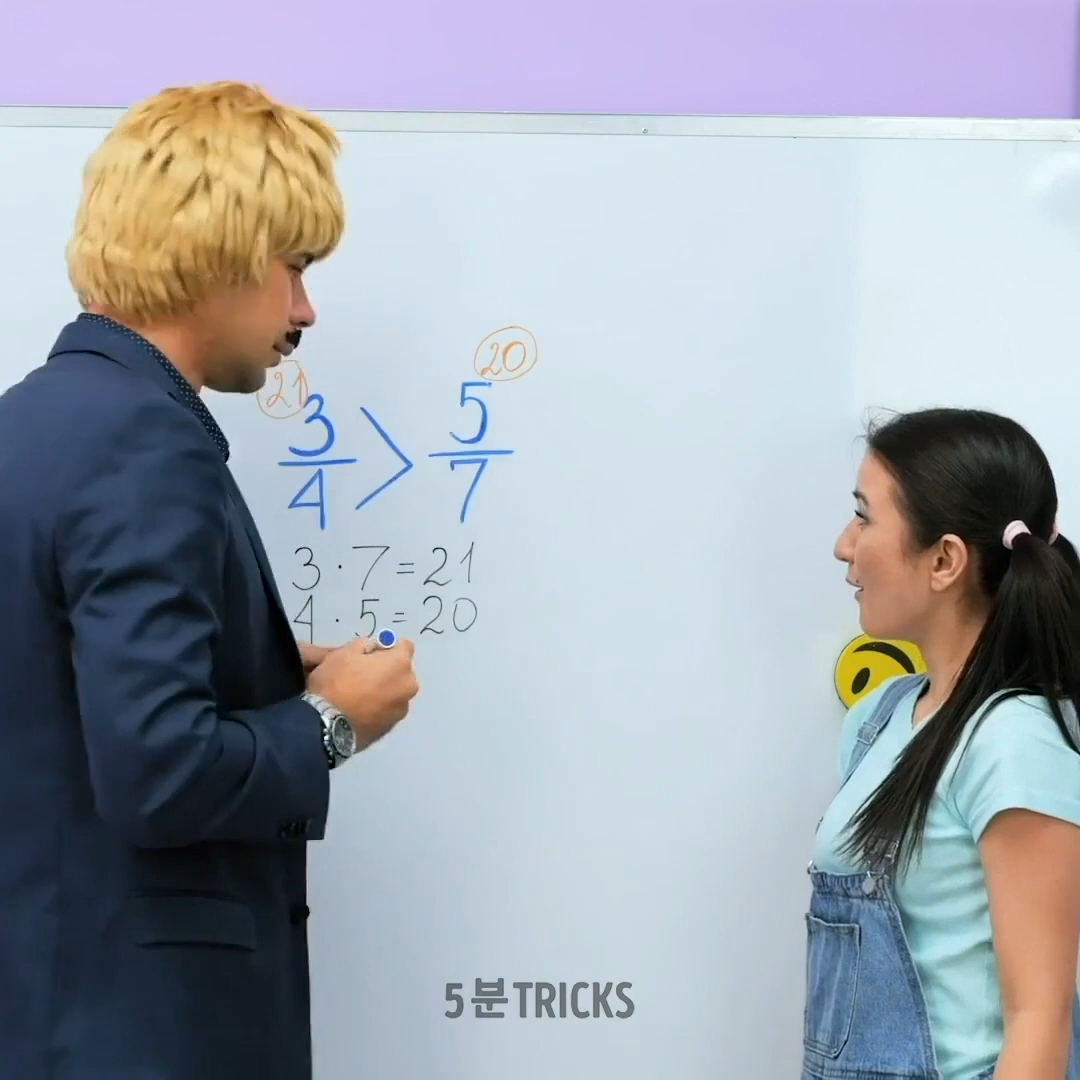 21 20
3/4 > 5/7
3 · 7 = 21
4 · 5 = 20
5분TRICKS